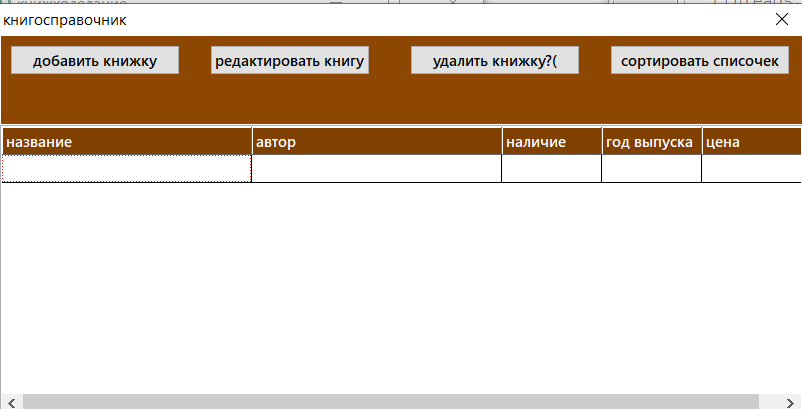 книгосправочник
добавить книжку редактировать книгу удалить книжку?( сортировать списочек
название автор наличие год выпуска цена